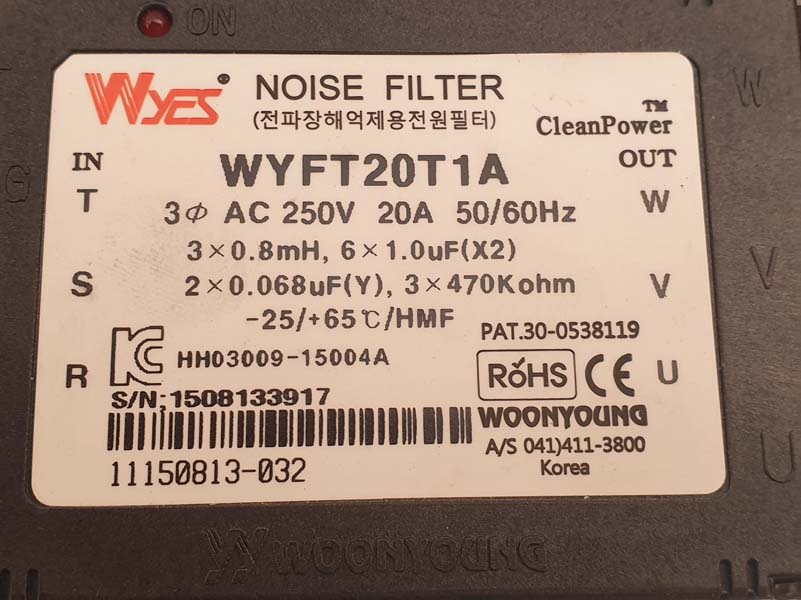 ON
WYES NOISE FILTER
(전파장해억제용전원필터)
CleanPower™
IN
OUT
WYFT20T1A
T
W
3Φ AC 250V 20A 50/60Hz
3×0.8mH, 6×1.0uF(X2)
S
V
2×0.068uF(Y), 3×470Kohm
-25/+65℃/HMF
PAT.30-0538119
R
HH03009-15004A
RoHS CE
U
S/N:1508133917
WOONYOUNG
A/S 041)411-3800
Korea
11150813-032
G
W
V
U
WOONYOUNG